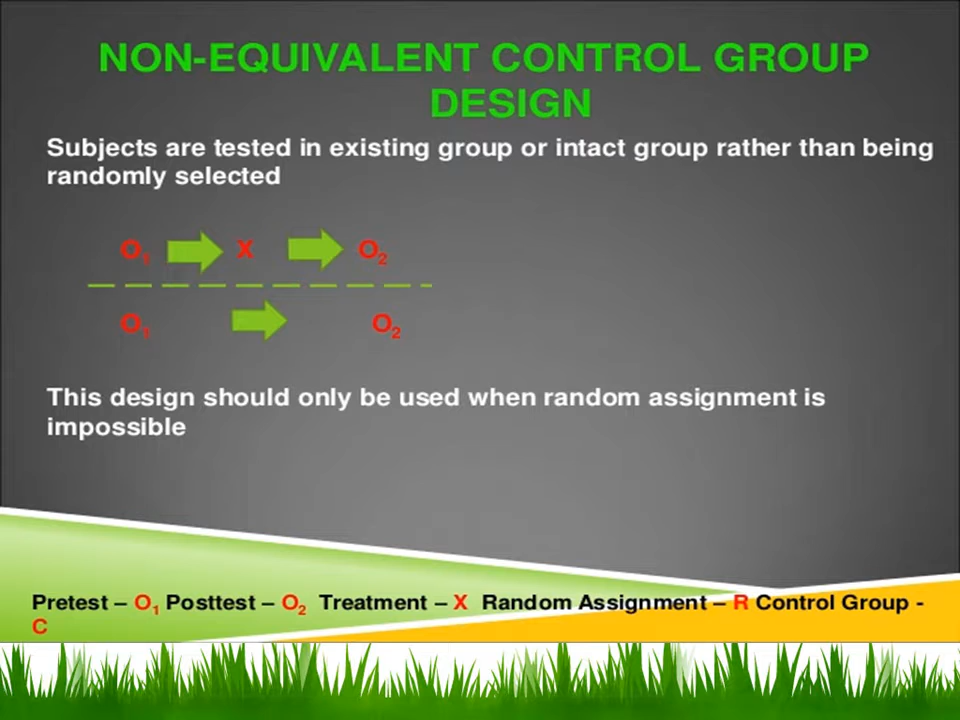 NON-EQUIVALENT CONTROL GROUP
DESIGN
Subjects are tested in existing group or intact group rather than being
randomly selected
O1 X O2
O1 O2
This design should only be used when random assignment is
impossible
Pretest – O1 Posttest – O2 Treatment – X Random Assignment – R Control Group -
C